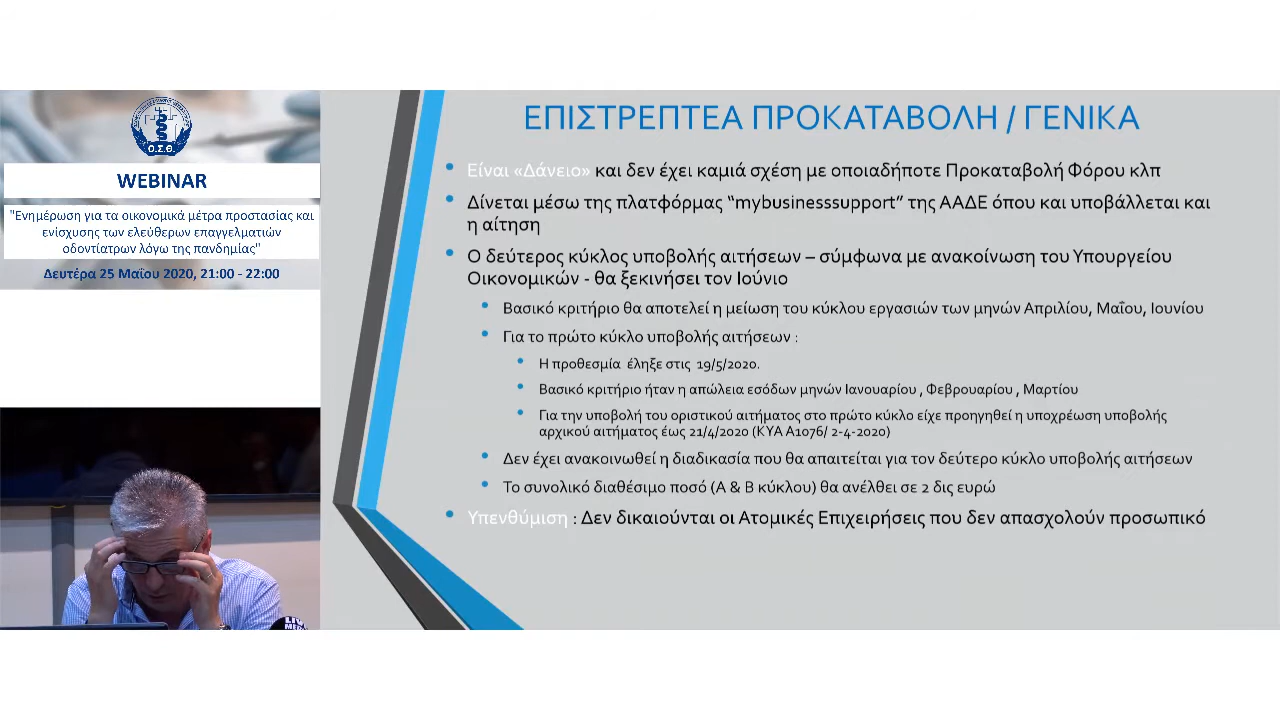 Ο.Σ.Θ.
WEBINAR
"Ενημέρωση για τα οικονομικά μέτρα προστασίας και
ενίσχυσης των ελεύθερων επαγγελματιών
οδοντίατρων λόγω της πανδημίας"
Δευτέρα 25 Μαΐου 2020, 21:00 - 22:00
ΕΠΙΣΤΡΕΠΤΕΑ ΠΡΟΚΑΤΑΒΟΛΗ / ΓΕΝΙΚΑ
Είναι «Δάνειο» και δεν έχει καμιά σχέση με οποιαδήποτε Προκαταβολή Φόρου κλπ
Δίνεται μέσω της πλατφόρμας “mybusinesssupport” της ΑΑΔΕ όπου και υποβάλλεται και
η αίτηση
Ο δεύτερος κύκλος υποβολής αιτήσεων – σύμφωνα με ανακοίνωση του Υπουργείου
Οικονομικών - θα ξεκινήσει τον Ιούνιο
Βασικό κριτήριο θα αποτελεί η μείωση του κύκλου εργασιών των μηνών Απριλίου, Μαΐου, Ιουνίου
Για το πρώτο κύκλο υποβολής αιτήσεων :
Η προθεσμία έληξε στις 19/5/2020.
Βασικό κριτήριο ήταν η απώλεια εσόδων μηνών Ιανουαρίου , Φεβρουαρίου , Μαρτίου
Για την υποβολή του οριστικού αιτήματος στο πρώτο κύκλο είχε προηγηθεί η υποχρέωση υποβολής
αρχικού αιτήματος έως 21/4/2020 (ΚΥΑ Α1076/ 2-4-2020)
Δεν έχει ανακοινωθεί η διαδικασία που θα απαιτείται για τον δεύτερο κύκλο υποβολής αιτήσεων
Το συνολικό διαθέσιμο ποσό (Α & Β κύκλου) θα ανέλθει σε 2 δις ευρώ
Υπενθύμιση : Δεν δικαιούνται οι Ατομικές Επιχειρήσεις που δεν απασχολούν προσωπικό